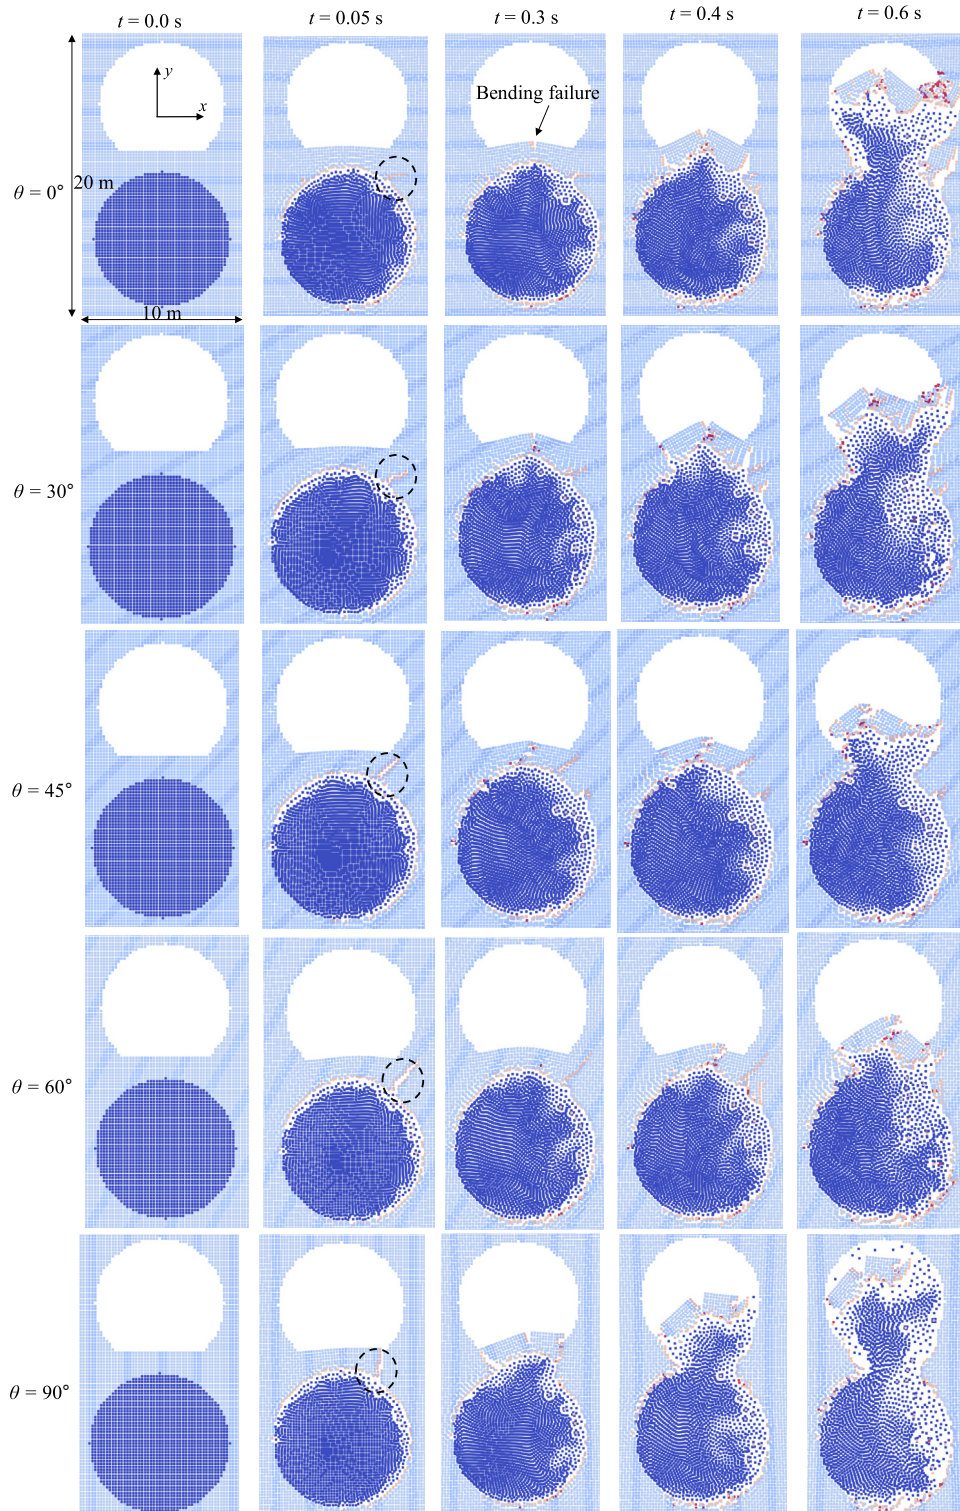 t = 0.0 s
t = 0.05 s
t = 0.3 s
t = 0.4 s
t = 0.6 s
y
x
Bending failure
θ = 0°
20 m
10 m
θ = 30°
θ = 45°
θ = 60°
θ = 90°